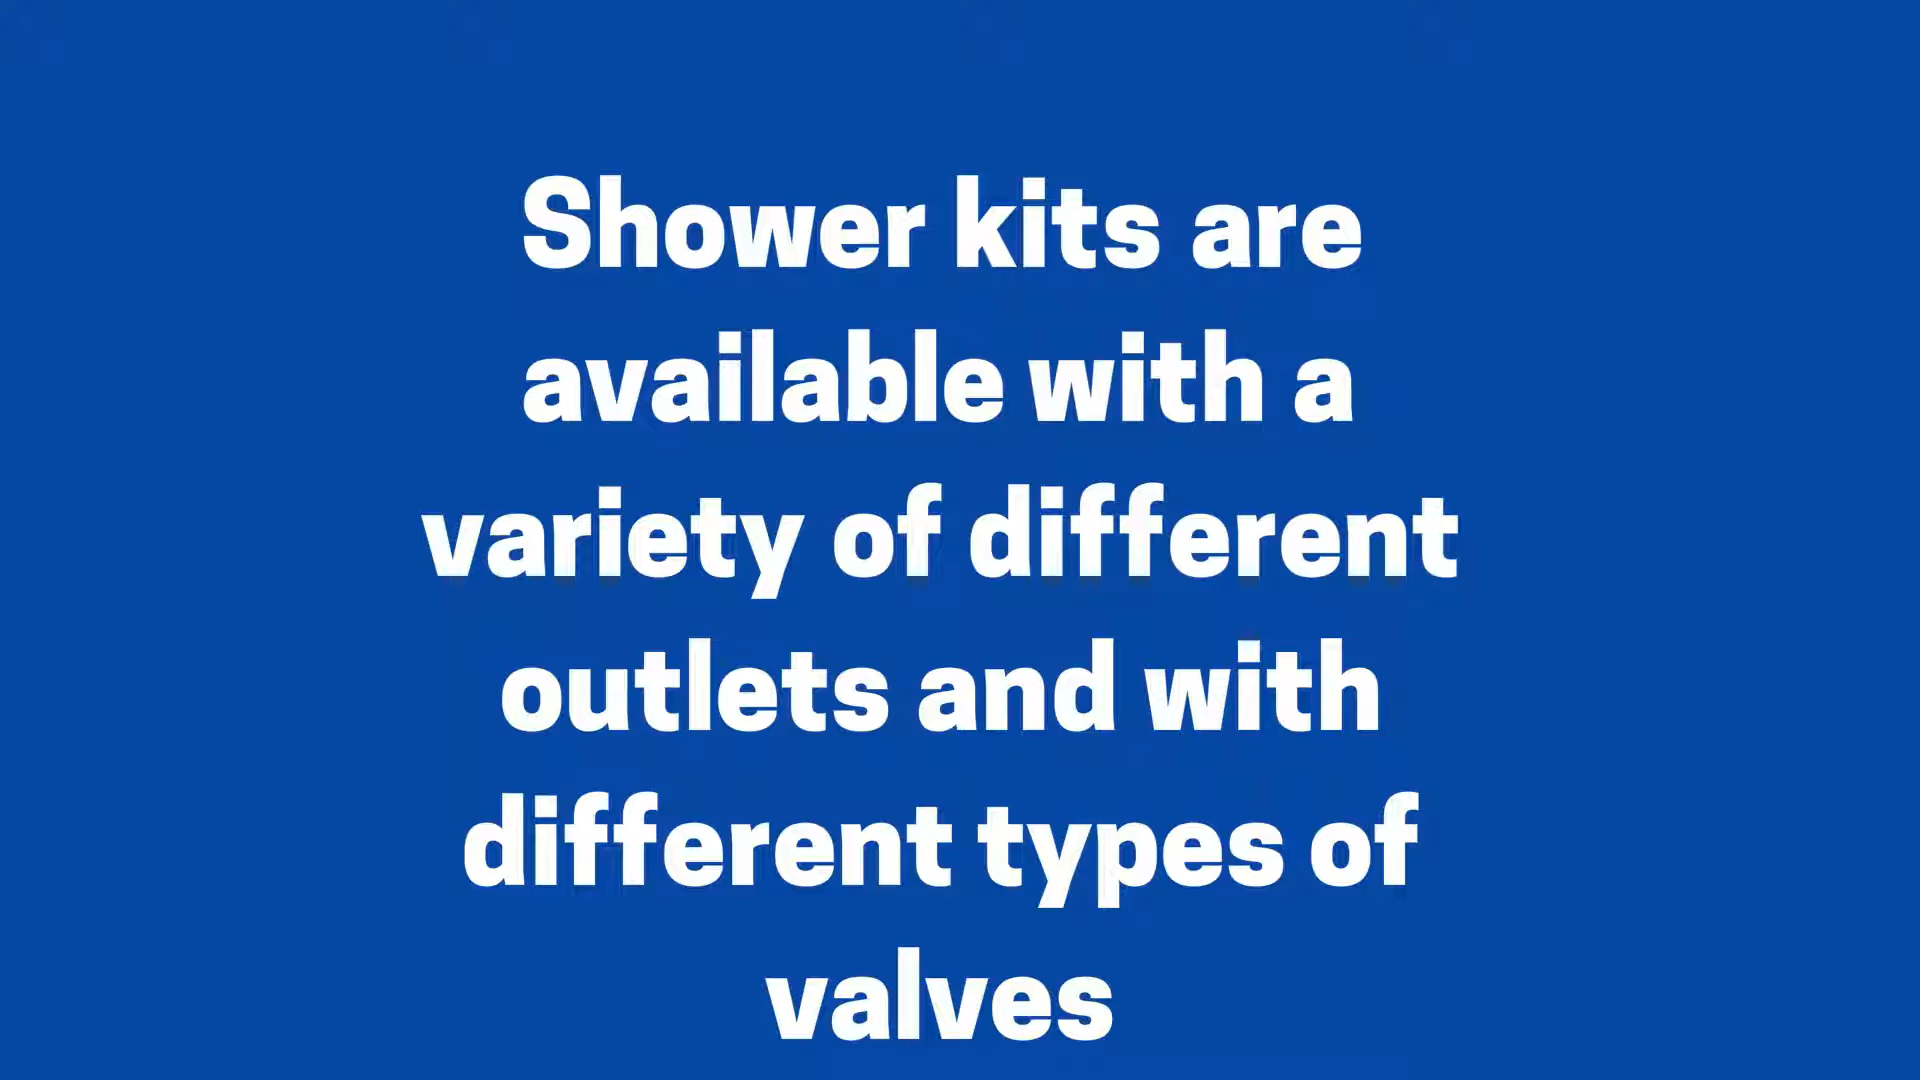 Shower kits are
available with a
variety of different
outlets and with
different types of
valves